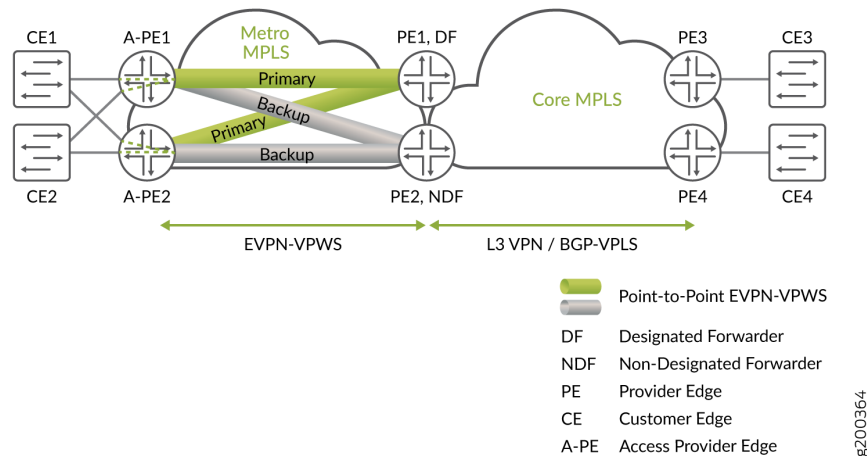 CE1
A-PE1
Metro
MPLS
PE1, DF
PE3
CE3
Primary
Backup
Core MPLS
Primary
Backup
CE2
A-PE2
PE2, NDF
PE4
CE4
EVPN-VPWS
L3 VPN / BGP-VPLS
Point-to-Point EVPN-VPWS
DF Designated Forwarder
NDF Non-Designated Forwarder
PE Provider Edge
CE Customer Edge
A-PE Access Provider Edge
g200364